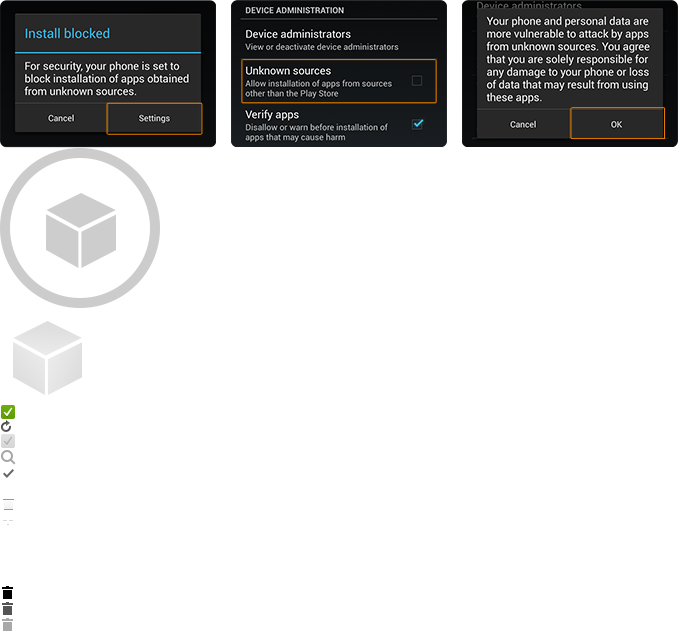 Install blocked
For security, your phone is set to
block installation of apps obtained
from unknown sources.
Cancel
Settings
DEVICE ADMINISTRATION
Device administrators
View or deactivate device administrators
Unknown sources
Allow installation of apps from sources
other than the Play Store
Verify apps
Disallow or warn before installation of
apps that may cause harm
Device administrators
Your phone and personal data are
more vulnerable to attack by apps
from unknown sources. You agree
that you are solely responsible for
any damage to your phone or loss
of data that may result from using
these apps.
Cancel
OK